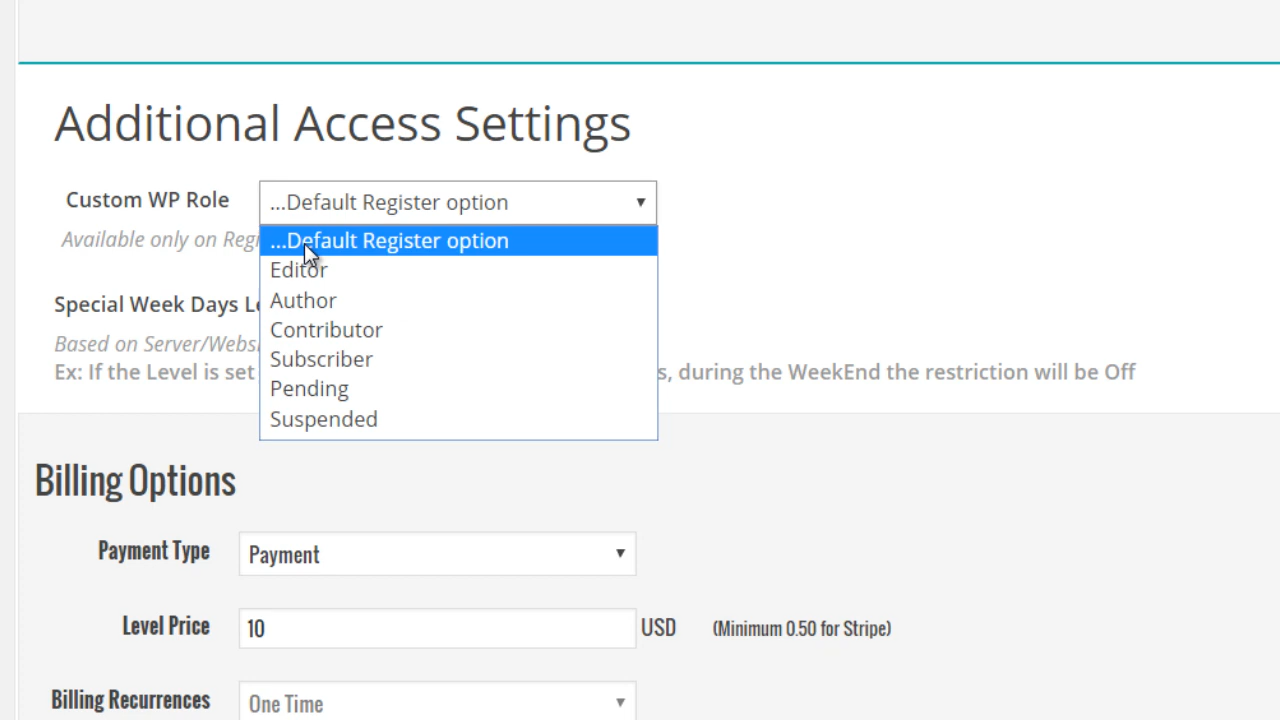 Additional Access Settings
Custom WP Role
...Default Register option
Available only on Regi
...Default Register option
Editor
Author
Contributor
Subscriber
Pending
Suspended
Special Week Days L
Based on Server/Websi
Ex: If the Level is set s, during the WeekEnd the restriction will be Off
Billing Options
Payment Type Payment
Level Price 10 USD (Minimum 0.50 for Stripe)
Billing Recurrences One Time